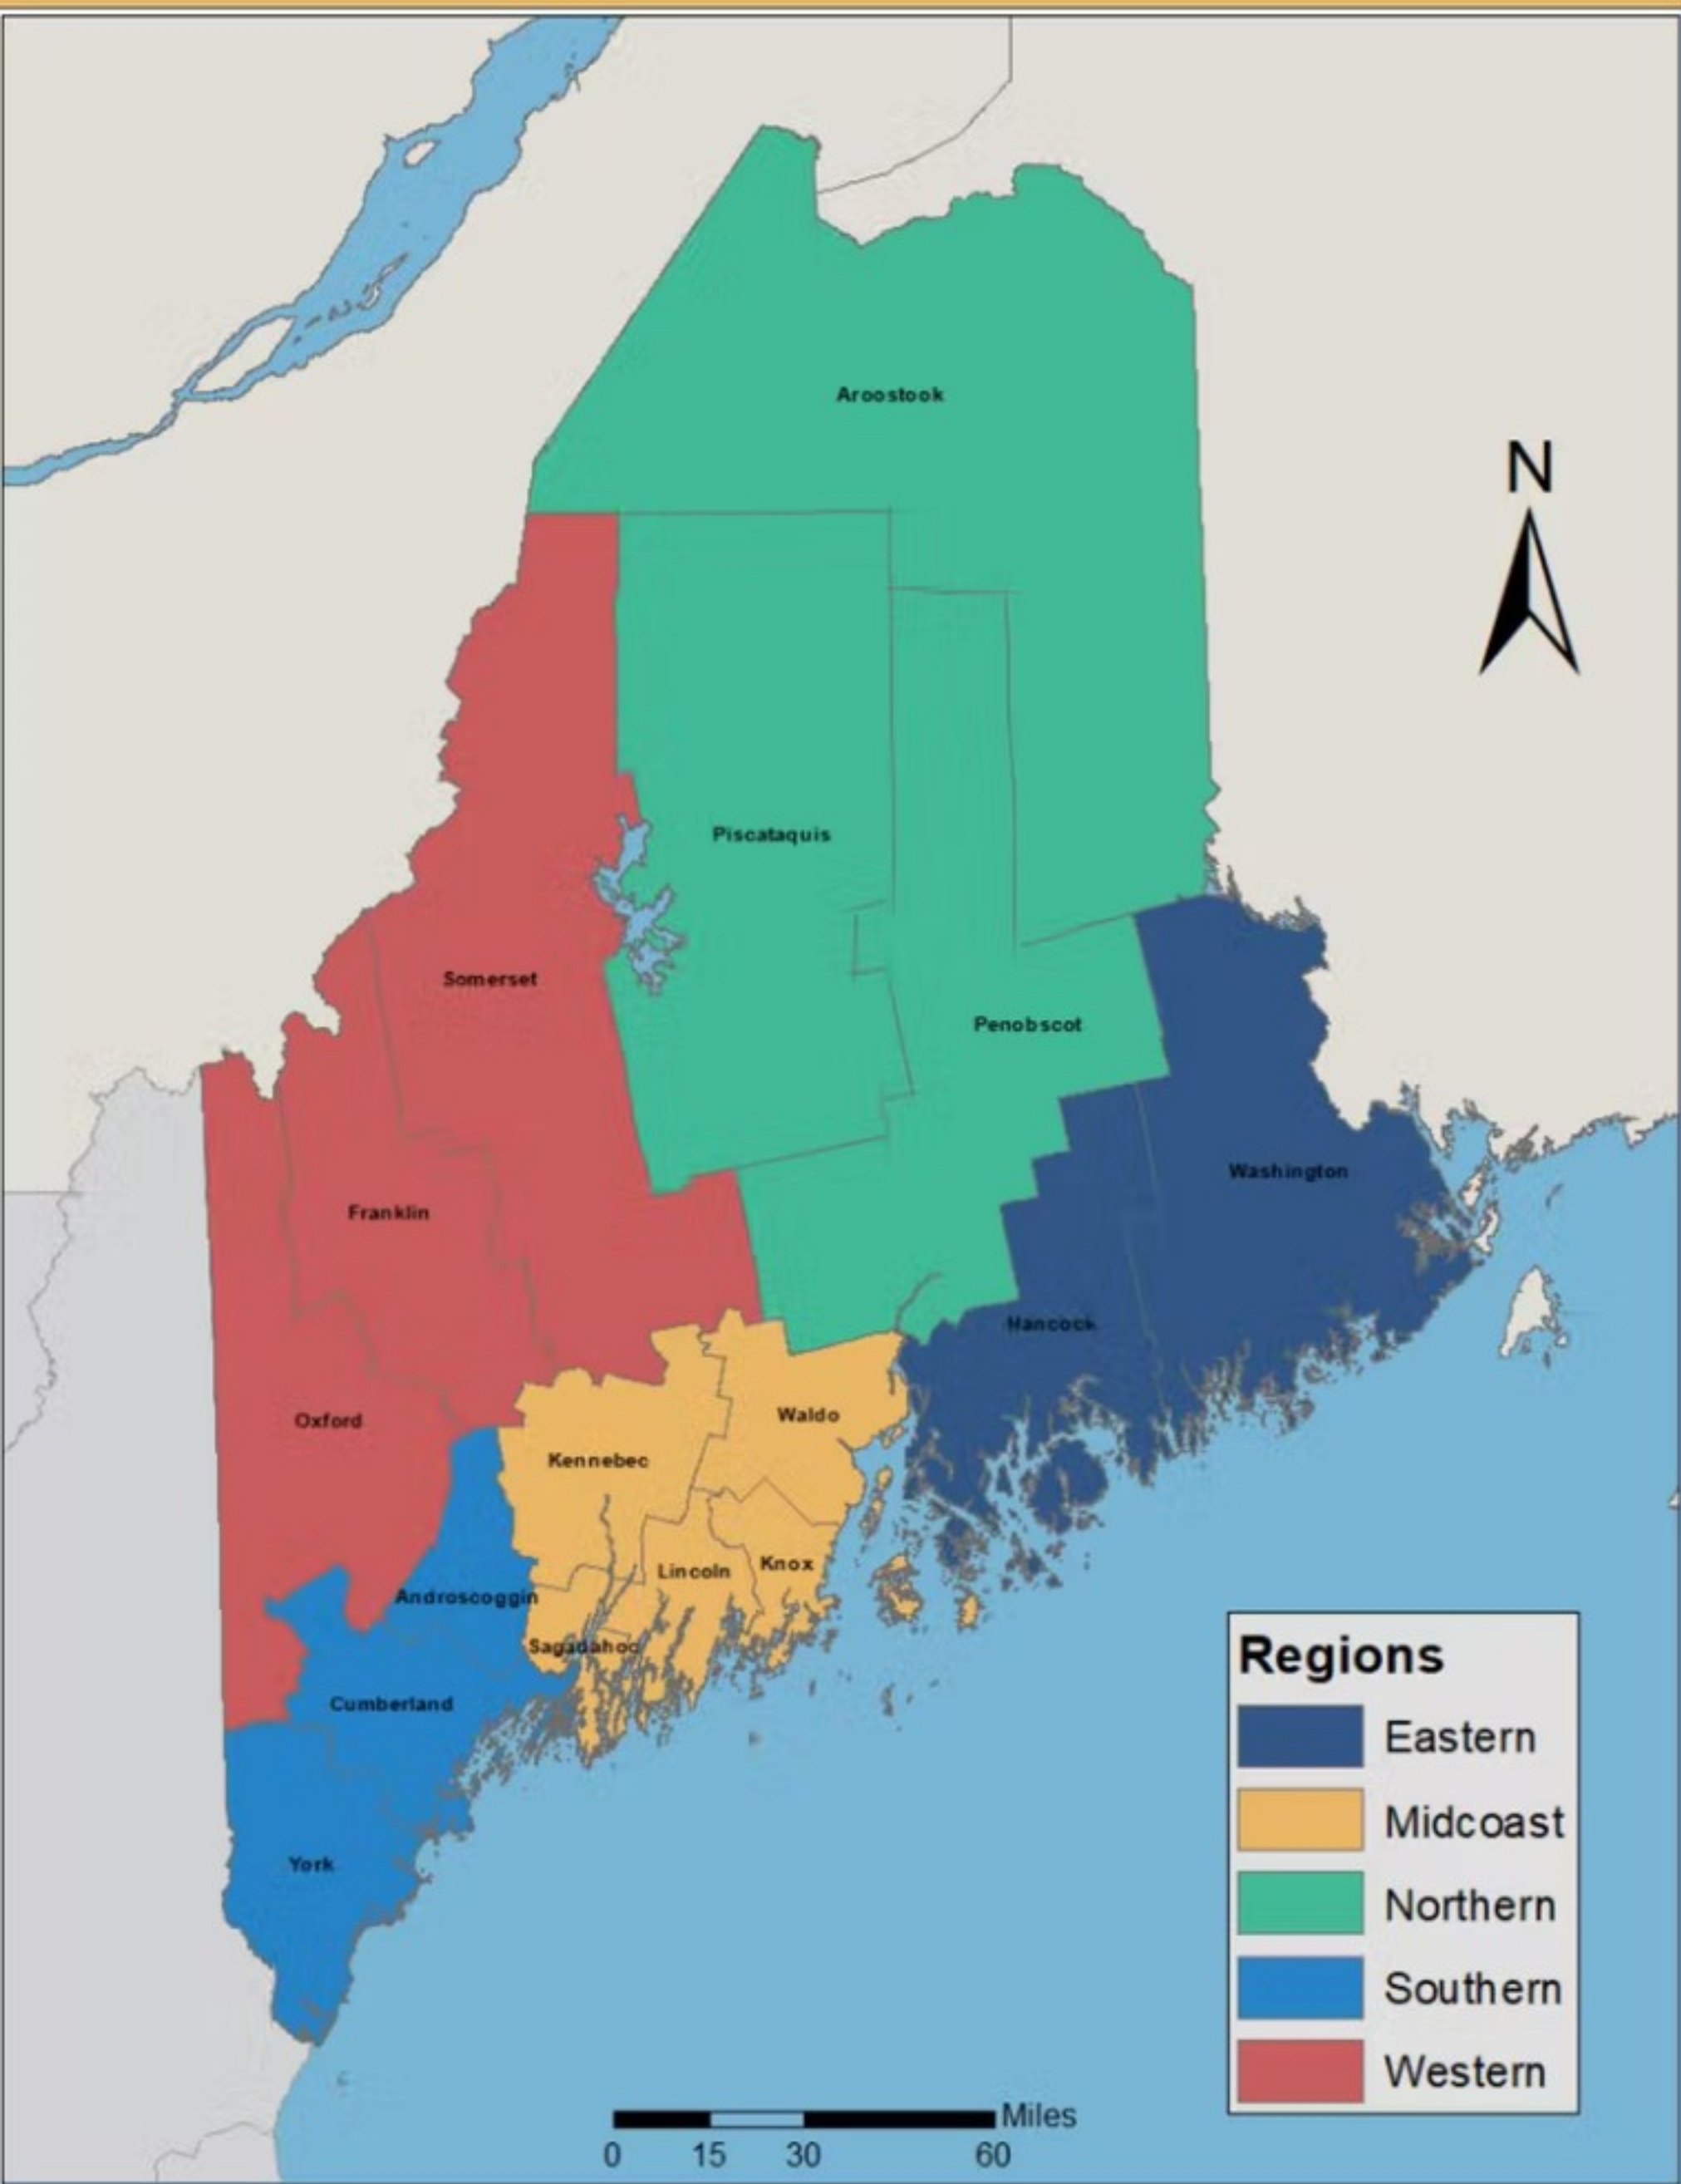 Aroostook
N
Piscataquis
Somerset
Penobscot
Washington
Franklin
Hancock
Oxford
Waldo
Kennebec
Knox
Lincoln
Androscoggin
Sagadahoc
Cumberland
York
Regions
Eastern
Midcoast
Northern
Southern
Western
Miles
0 15 30 60